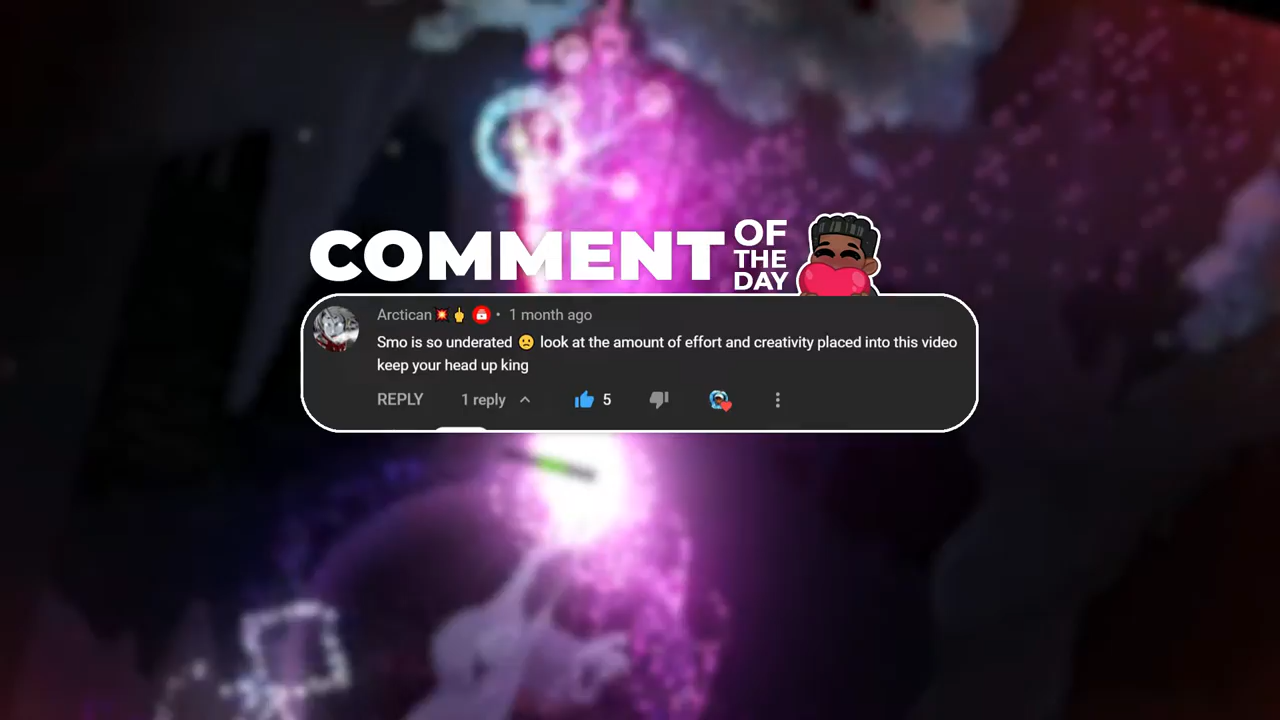 COMMENT OF THE DAY
Arctican💥🖕 • 1 month ago
Smo is so underated 🙁 look at the amount of effort and creativity placed into this video
keep your head up king
REPLY 1 reply 5